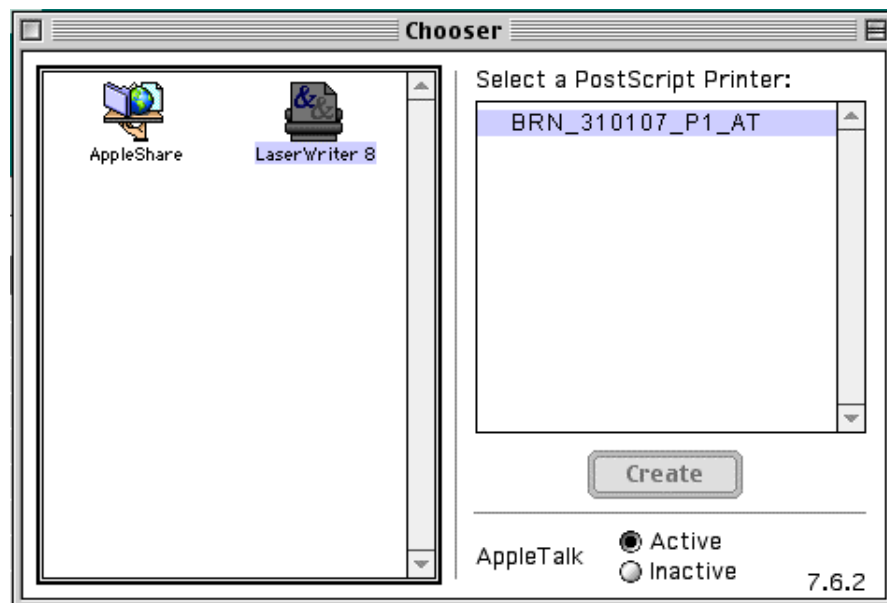 Chooser
AppleShare
&&
LaserWriter 8
Select a PostScript Printer:
BRN_310107_P1_AT
Create
AppleTalk
Active
Inactive
7.6.2